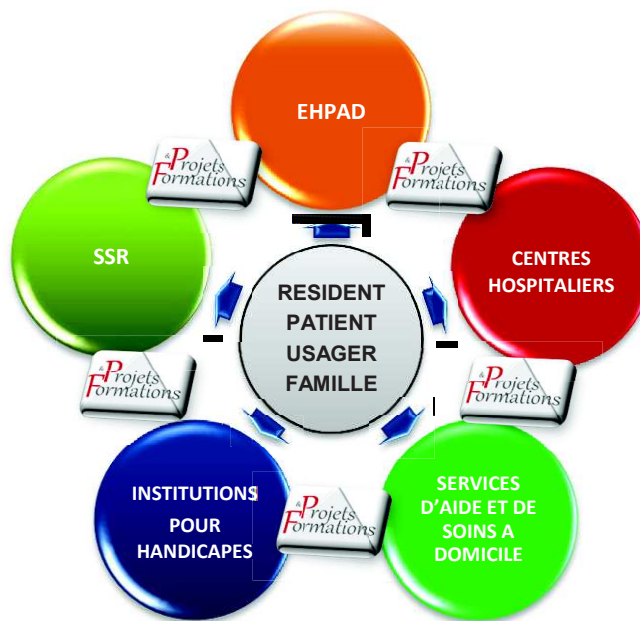 EHPAD
& Projets
Formations
& Projets
Formations
SSR
CENTRES
HOSPITALIERS
RESIDENT
PATIENT
USAGER
FAMILLE
& Projets
Formations
& Projets
Formations
INSTITUTIONS
POUR
HANDICAPES
& Projets
Formations
SERVICES
D'AIDE ET DE
SOINS A
DOMICILE